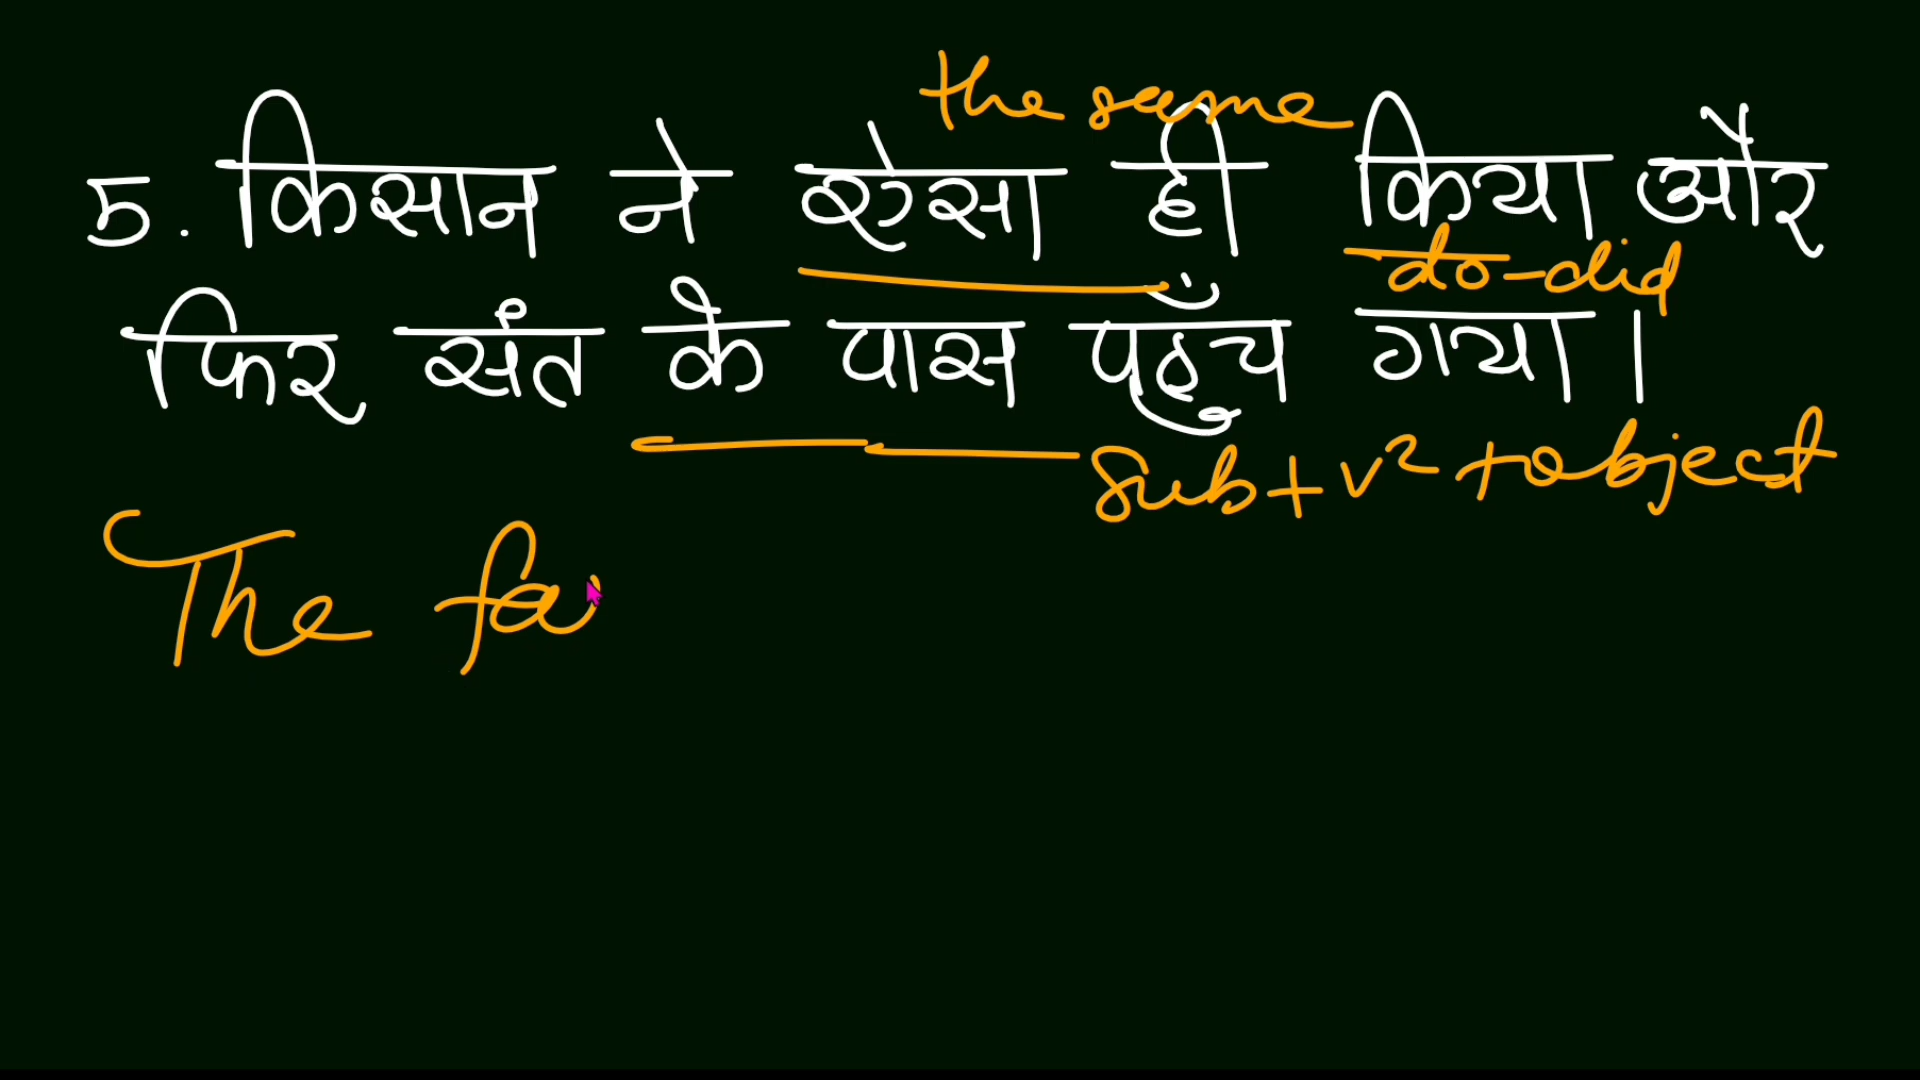 the same
5. किसान ने ऐसा ही किया और
do-did
फिर संत के पास पहुँच गया।
Sub+v²+object
The fa